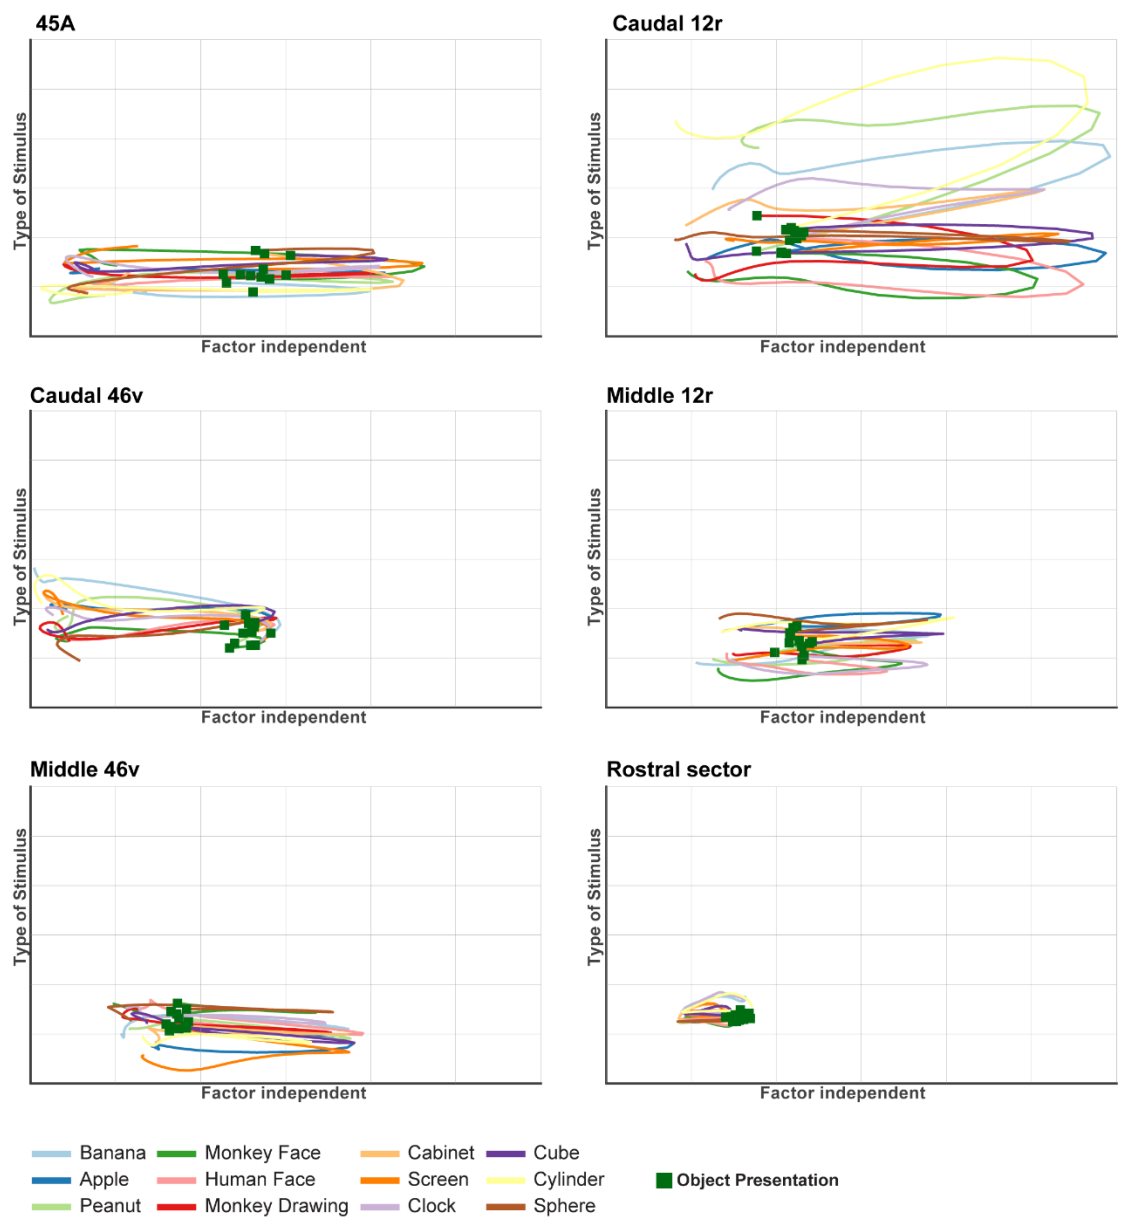 45A
Type of Stimulus
Factor independent
Caudal 12r
Type of Stimulus
Factor independent
Caudal 46v
Type of Stimulus
Factor independent
Middle 12r
Type of Stimulus
Factor independent
Middle 46v
Type of Stimulus
Factor independent
Rostral sector
Type of Stimulus
Factor independent
Banana
Monkey Face
Cabinet
Cube
Apple
Human Face
Screen
Cylinder
Object Presentation
Peanut
Monkey Drawing
Clock
Sphere